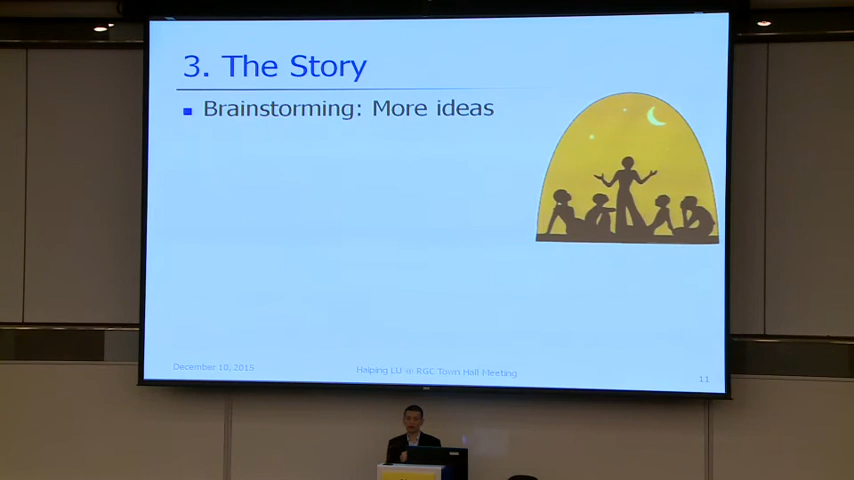 3. The Story
Brainstorming: More ideas
December 10, 2015
Haiping LU @ RGC Town Hall Meeting
11